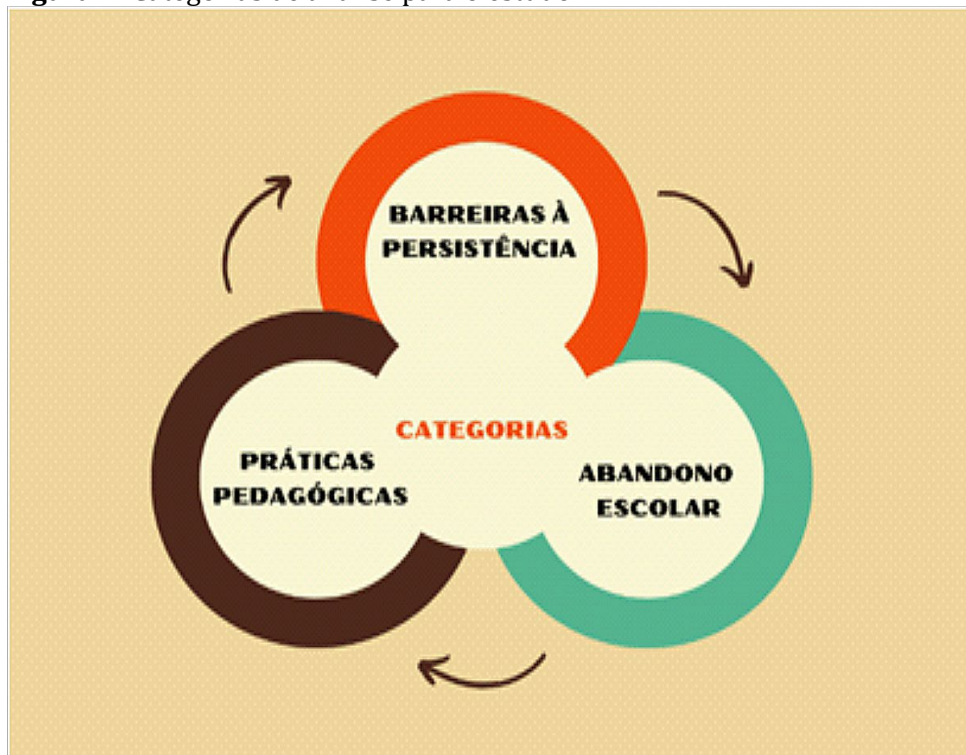 BARREIRAS À
PERSISTÊNCIA
CATEGORIAS
PRÁTICAS
PEDAGÓGICAS
ABANDONO
ESCOLAR